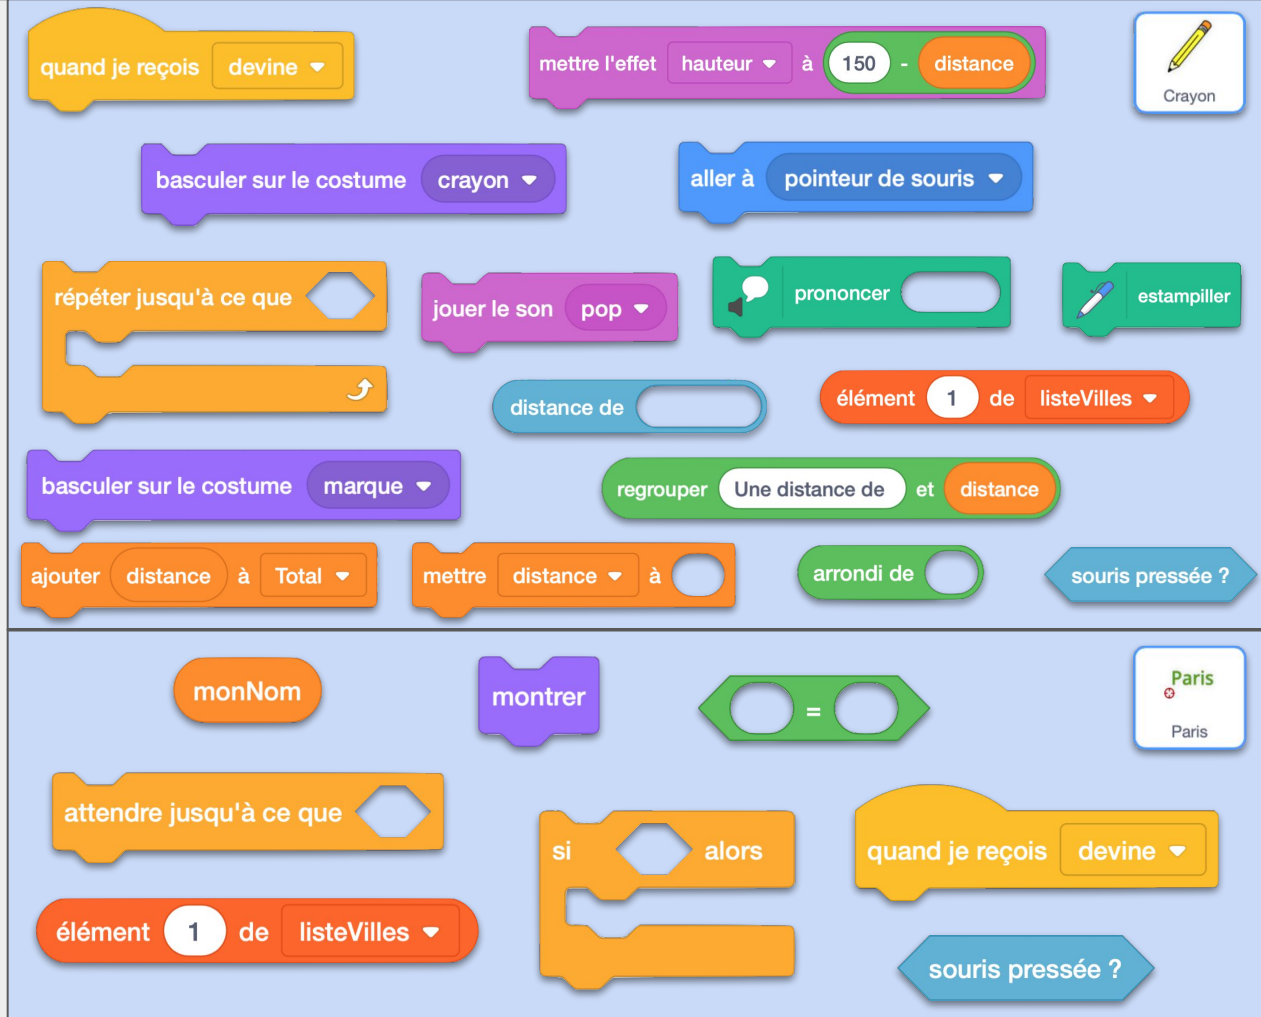 quand je reçois devine
mettre l'effet hauteur à 150 - distance
Crayon
basculer sur le costume crayon
aller à pointeur de souris
répéter jusqu'à ce que
jouer le son pop
prononcer
estampiller
distance de
élément 1 de listeVilles
basculer sur le costume marque
regrouper Une distance de et distance
ajouter distance à Total
mettre distance à
arrondi de
souris pressée ?
monNom
montrer
=
Paris
Paris
attendre jusqu'à ce que
si alors
quand je reçois devine
élément 1 de listeVilles
souris pressée ?